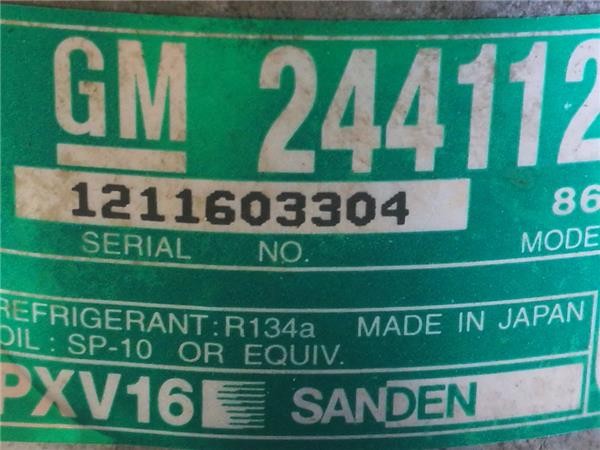 GM 244112
1211603304 86
SERIAL NO. MODE
REFRIGERANT: R134a MADE IN JAPAN
OIL : SP-10 OR EQUIV.
PXV16 SANDEN